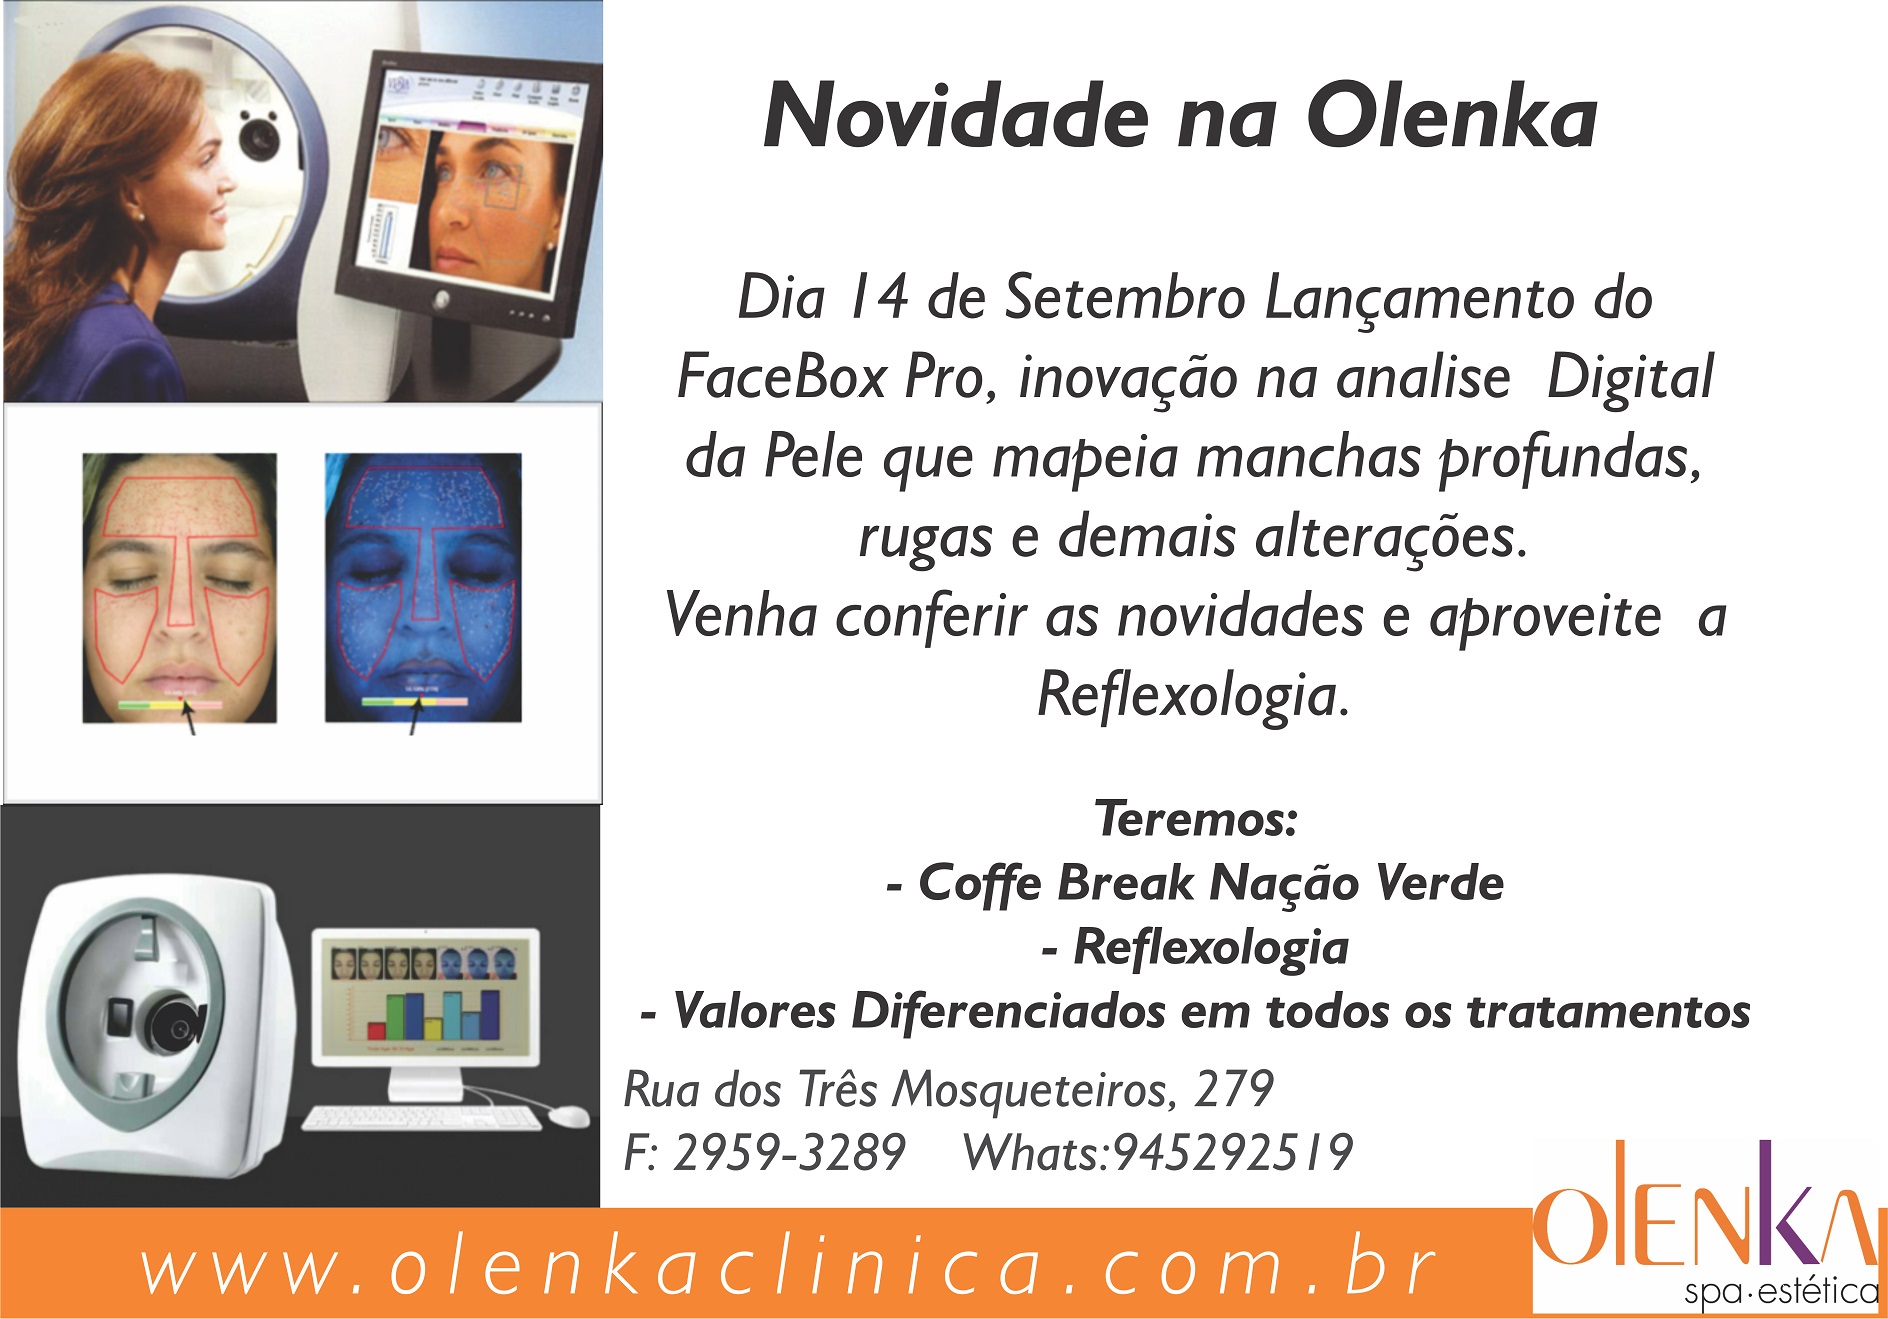 Novidade na Olenka
Dia 14 de Setembro Lançamento do
FaceBox Pro, inovação na analise Digital
da Pele que mapeia manchas profundas,
rugas e demais alterações.
Venha conferir as novidades e aproveite a
Reflexologia.
Teremos:
- Coffe Break Nação Verde
- Reflexologia
- Valores Diferenciados em todos os tratamentos
Rua dos Três Mosqueteiros, 279
F: 2959-3289 Whats:945292519
www.olenkaclinica.com.br
OLENKA
spa·estética